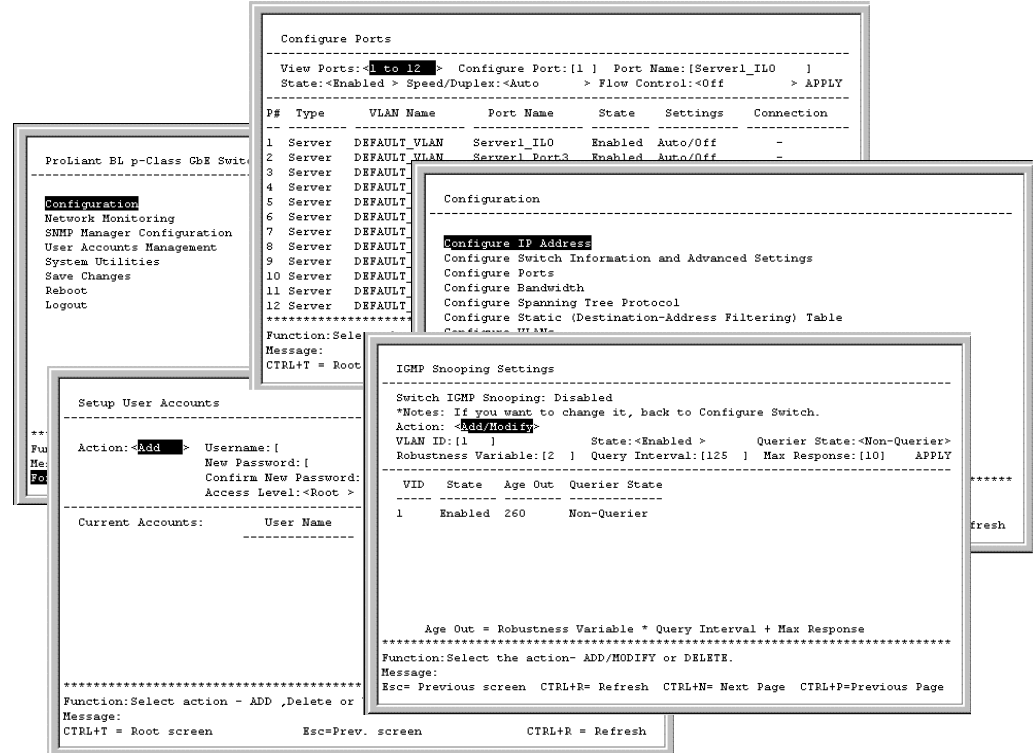 Configure Ports
View Ports:<1 to 12 > Configure Port:[1 ] Port Name:[Server1_ILO ]
State:<Enabled > Speed/Duplex:<Auto > Flow Control:<Off > APPLY
P# Type VLAN Name Port Name State Settings Connection
1 Server DEFAULT_VLAN Server1_ILO Enabled Auto/Off -
2 Server DEFAULT_VLAN Server1_Port3 Enabled Auto/Off -
3 Server DEFAULT_
4 Server DEFAULT_
5 Server DEFAULT_
6 Server DEFAULT_
7 Server DEFAULT_
8 Server DEFAULT_
9 Server DEFAULT_
10 Server DEFAULT_
11 Server DEFAULT_
12 Server DEFAULT_
********************
Function:Sele
Message:
CTRL+T = Root
ProLiant BL p-Class GbE Swit
Configuration
Network Monitoring
SNMP Manager Configuration
User Accounts Management
System Utilities
Save Changes
Reboot
Logout
**
Fu
Me
Fo
Configuration
Configure IP Address
Configure Switch Information and Advanced Settings
Configure Ports
Configure Bandwidth
Configure Spanning Tree Protocol
Configure Static (Destination-Address Filtering) Table
Configure VLANs
*****
fresh
Setup User Accounts
Action:<Add > Username:[
New Password:[
Confirm New Password:
Access Level:<Root >
Current Accounts: User Name
Function:Select action - ADD ,Delete or
Message:
CTRL+T = Root screen Esc=Prev. screen CTRL+R = Refresh
IGMP Snooping Settings
Switch IGMP Snooping: Disabled
*Notes: If you want to change it, back to Configure Switch.
Action: <Add/Modify>
VLAN ID:[1 ] State:<Enabled > Querier State:<Non-Querier>
Robustness Variable:[2 ] Query Interval:[125 ] Max Response:[10] APPLY
VID State Age Out Querier State
1 Enabled 260 Non-Querier
Age Out = Robustness Variable * Query Interval + Max Response
Function:Select the action- ADD/MODIFY or DELETE.
Message:
Esc= Previous screen CTRL+R= Refresh CTRL+N= Next Page CTRL+P=Previous Page